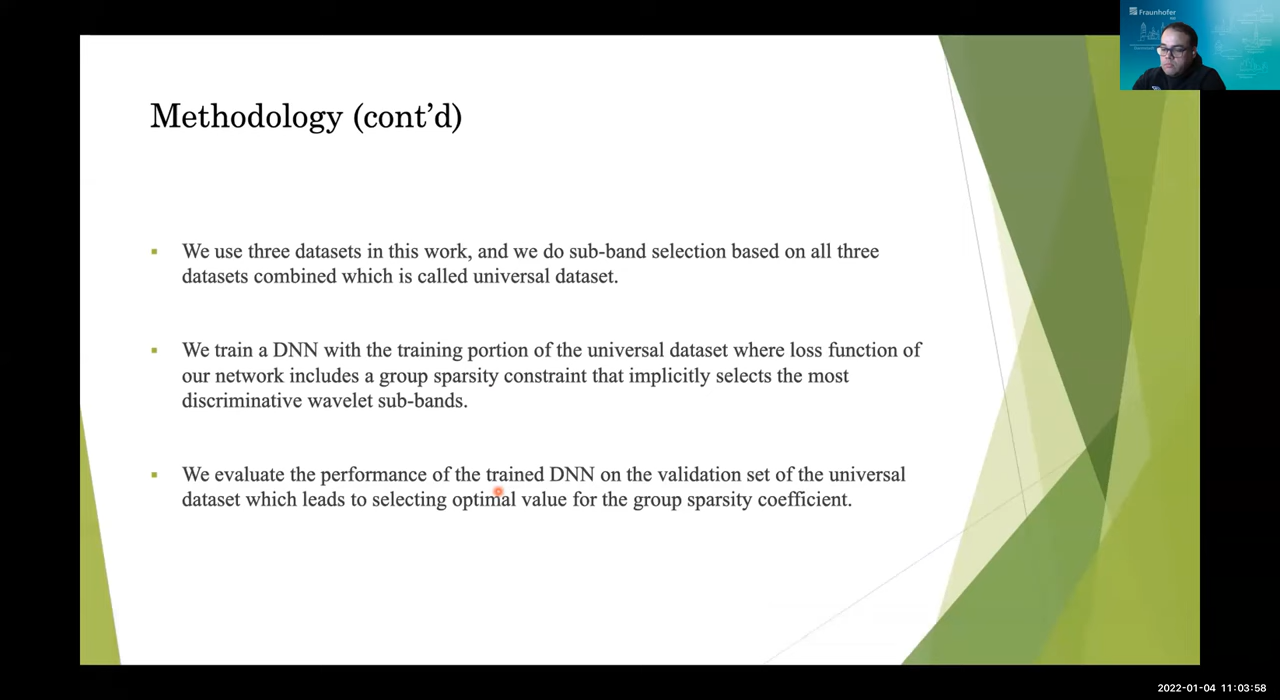 Fraunhofer
Methodology (cont’d)
We use three datasets in this work, and we do sub-band selection based on all three
datasets combined which is called universal dataset.
We train a DNN with the training portion of the universal dataset where loss function of
our network includes a group sparsity constraint that implicitly selects the most
discriminative wavelet sub-bands.
We evaluate the performance of the trained DNN on the validation set of the universal
dataset which leads to selecting optimal value for the group sparsity coefficient.
2022-01-04 11:03:58